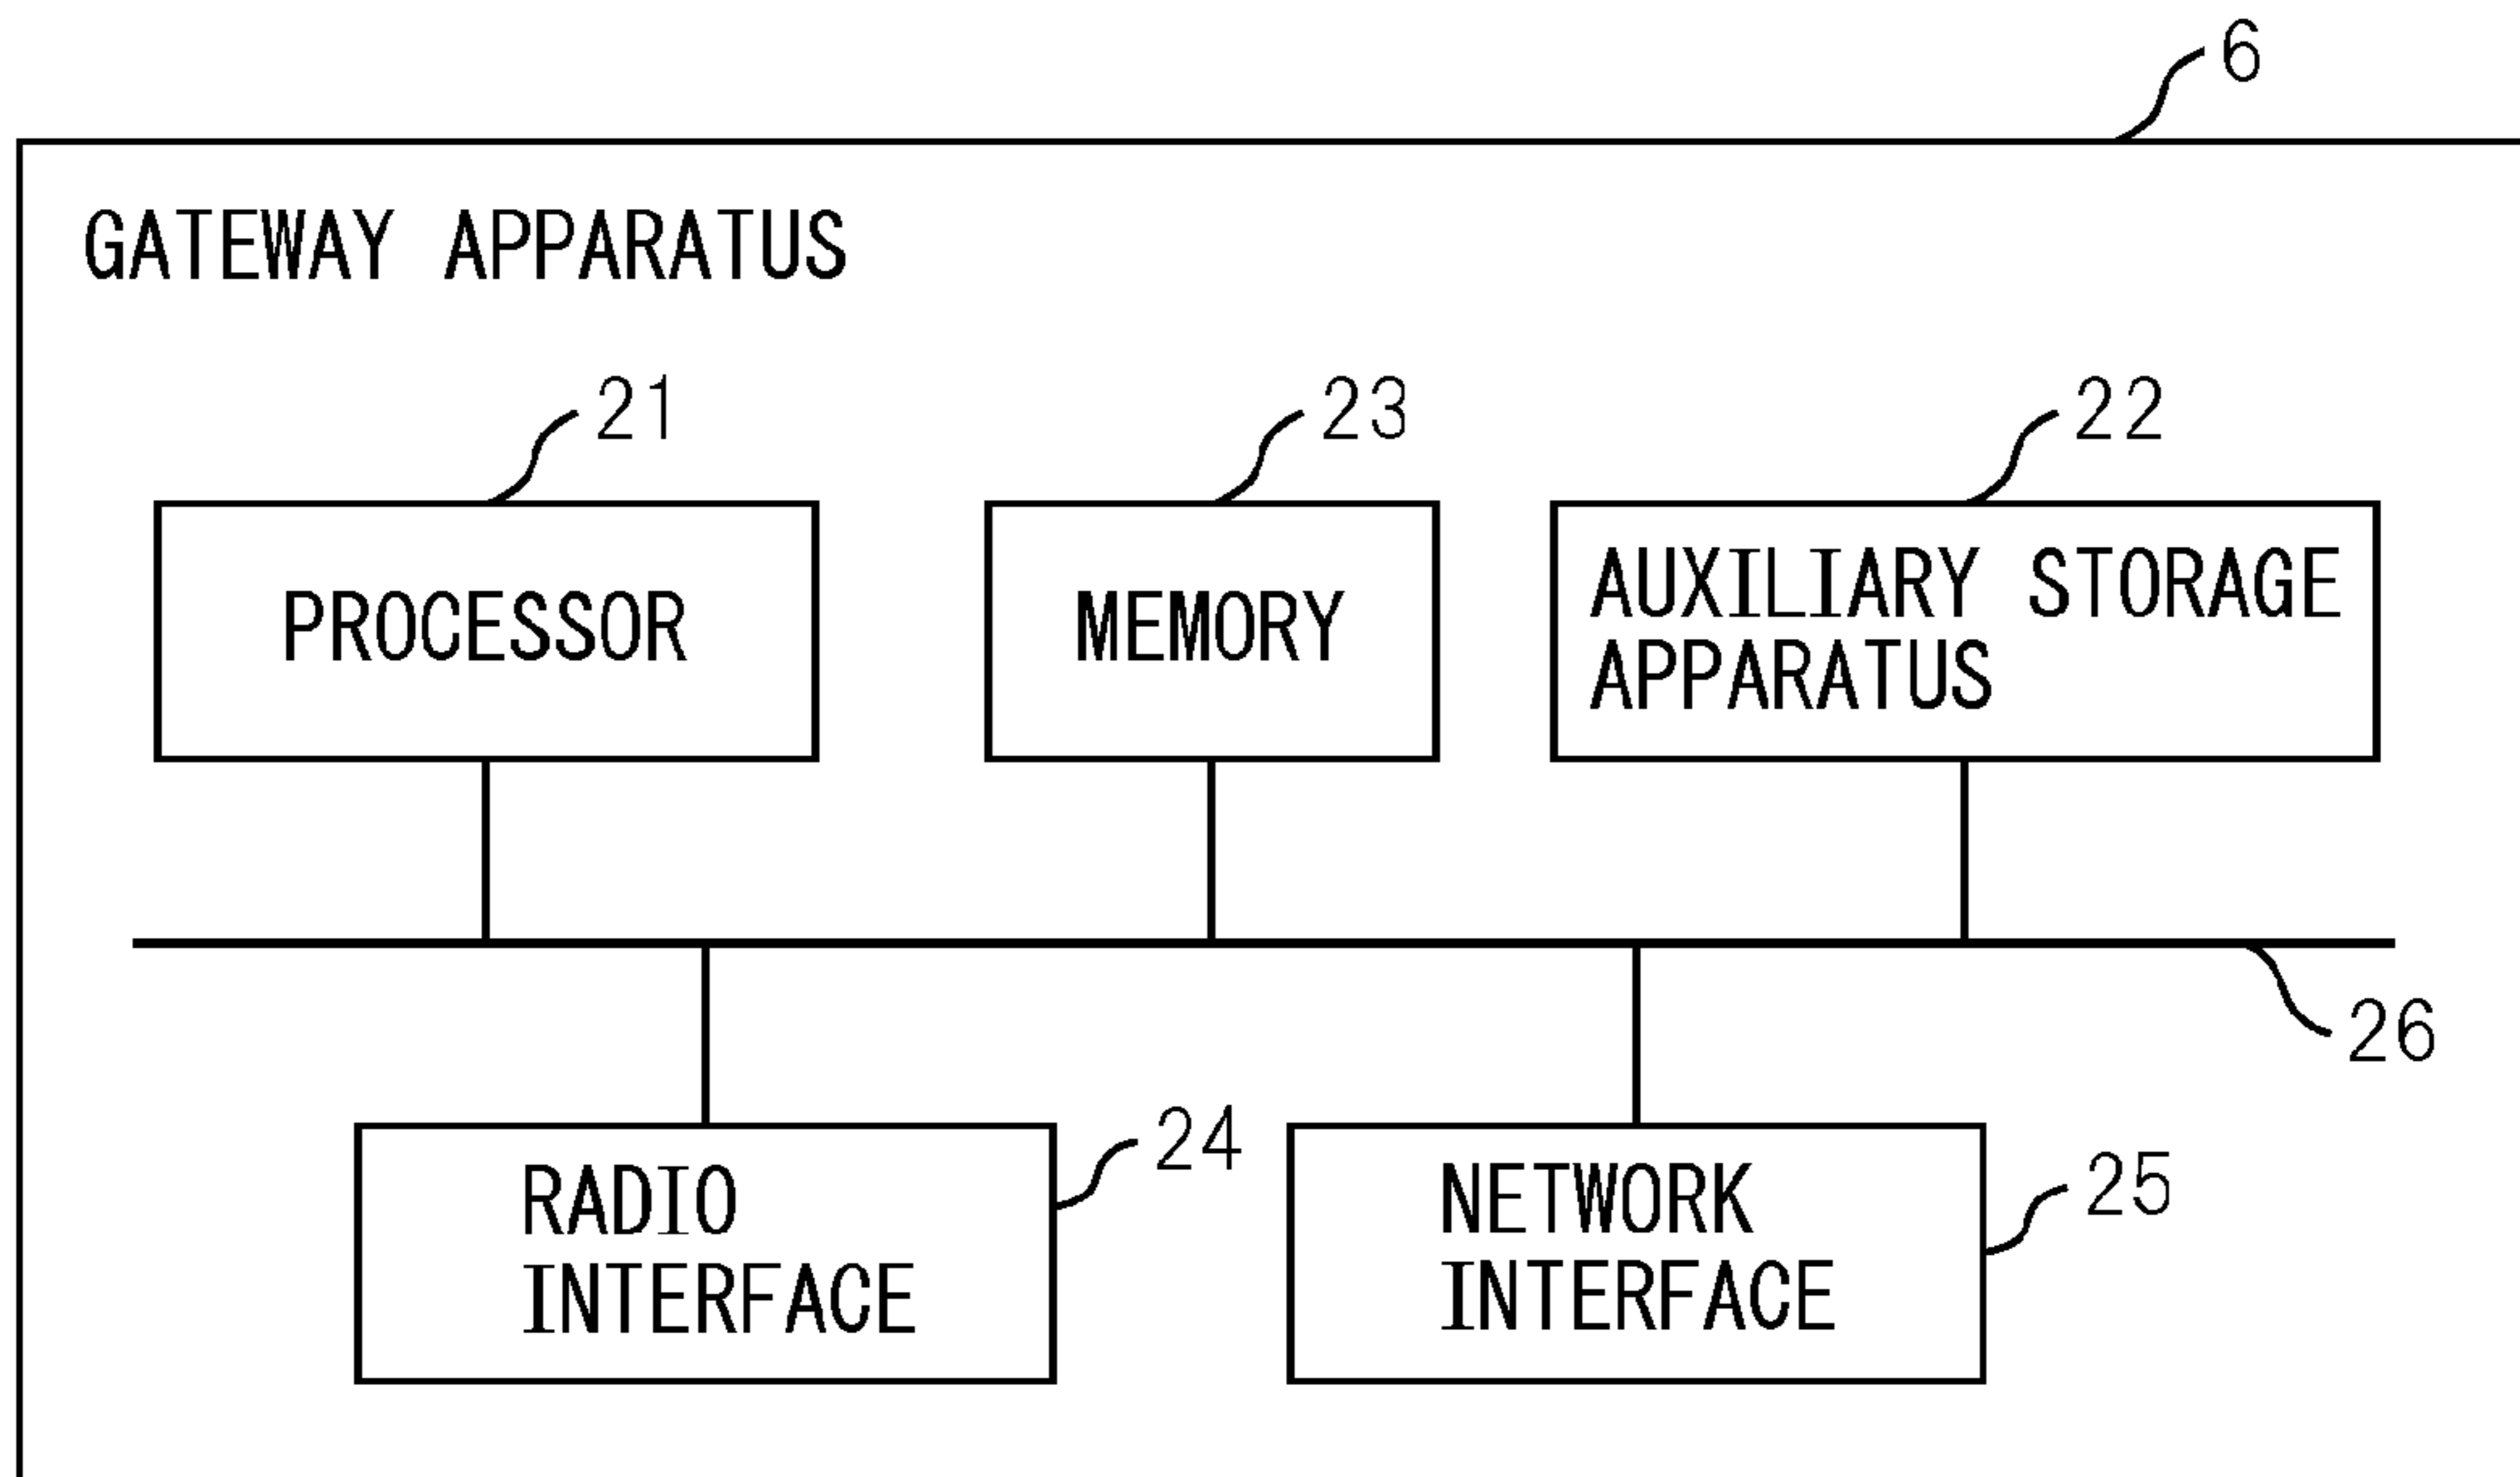 6
GATEWAY APPARATUS
21
23
22
PROCESSOR
MEMORY
AUXILIARY STORAGE
APPARATUS
26
24
25
RADIO
INTERFACE
NETWORK
INTERFACE